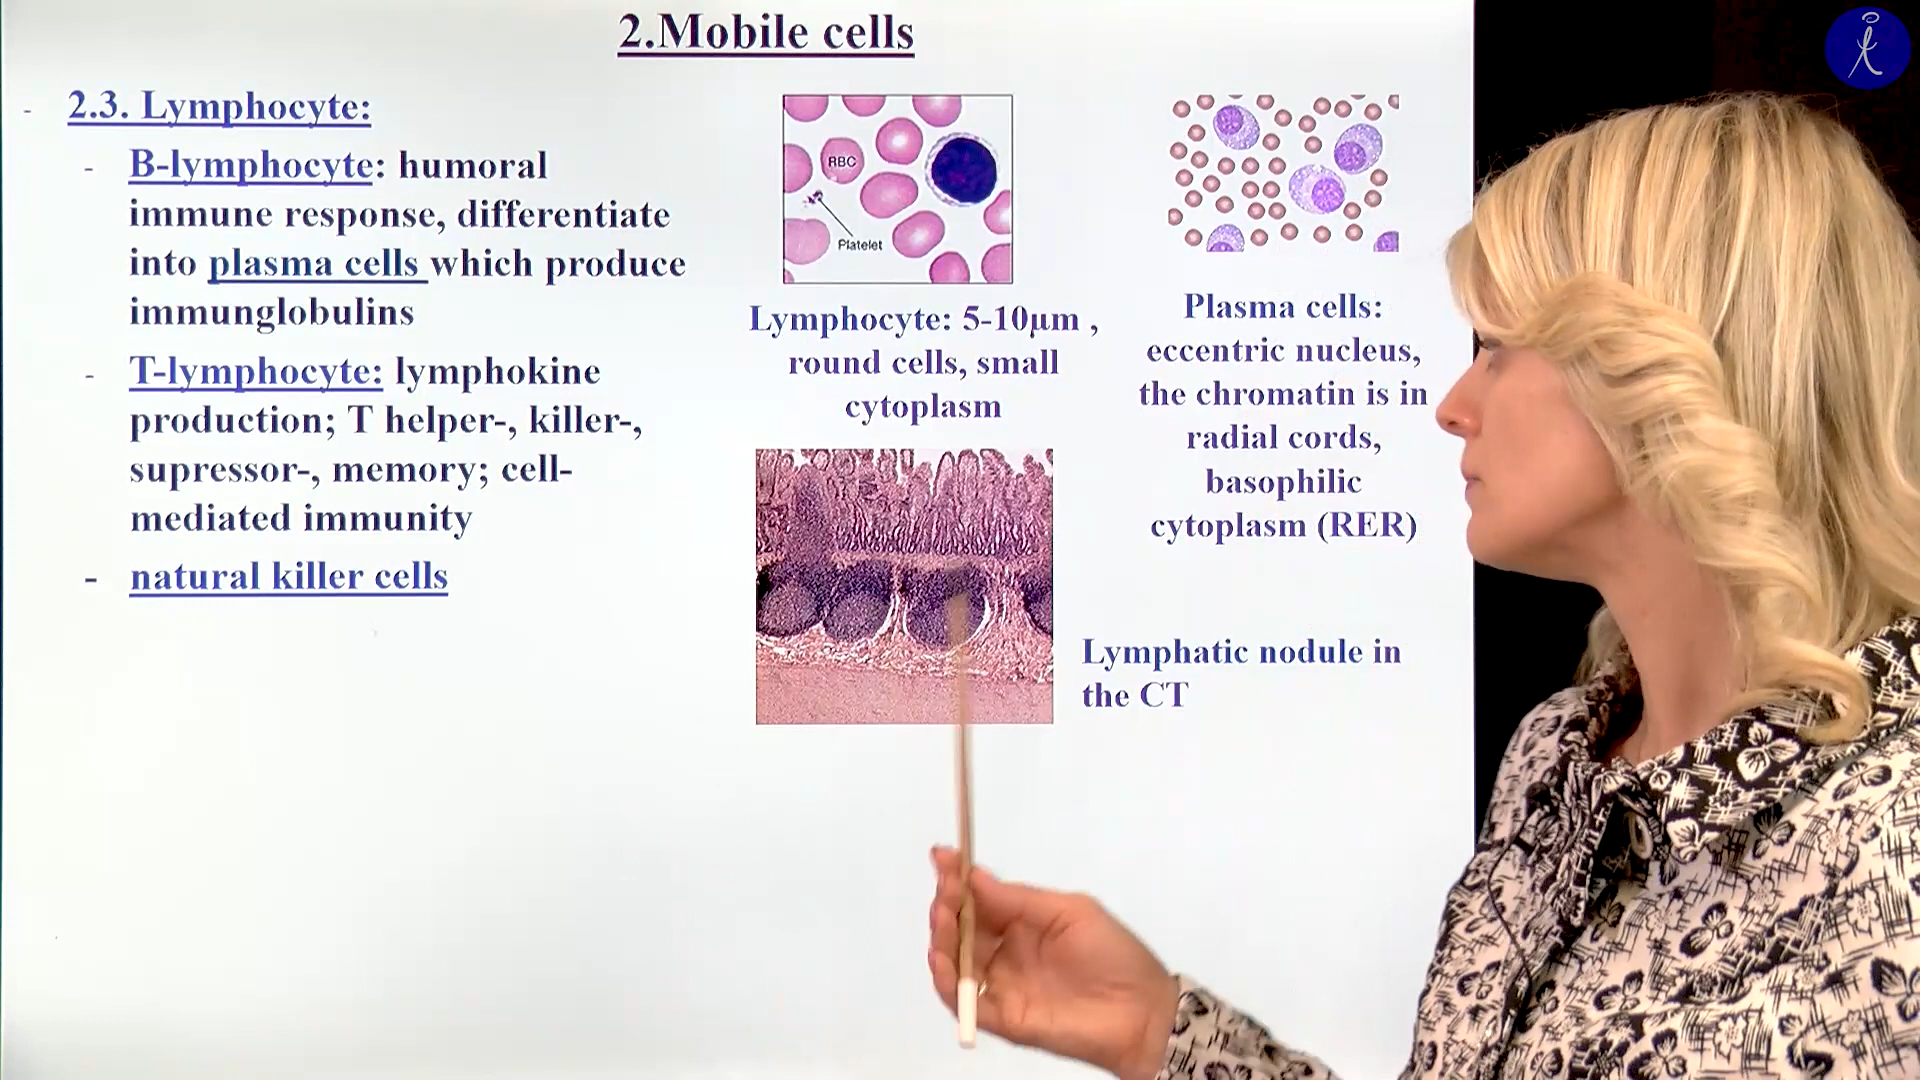 2.Mobile cells
- 2.3. Lymphocyte:
- B-lymphocyte: humoral
immune response, differentiate
into plasma cells which produce
immunglobulins
- T-lymphocyte: lymphokine
production; T helper-, killer-,
supressor-, memory; cell-
mediated immunity
- natural killer cells
RBC
Platelet
Lymphocyte: 5-10μm ,
round cells, small
cytoplasm
Plasma cells:
eccentric nucleus,
the chromatin is in
radial cords,
basophilic
cytoplasm (RER)
Lymphatic nodule in
the CT